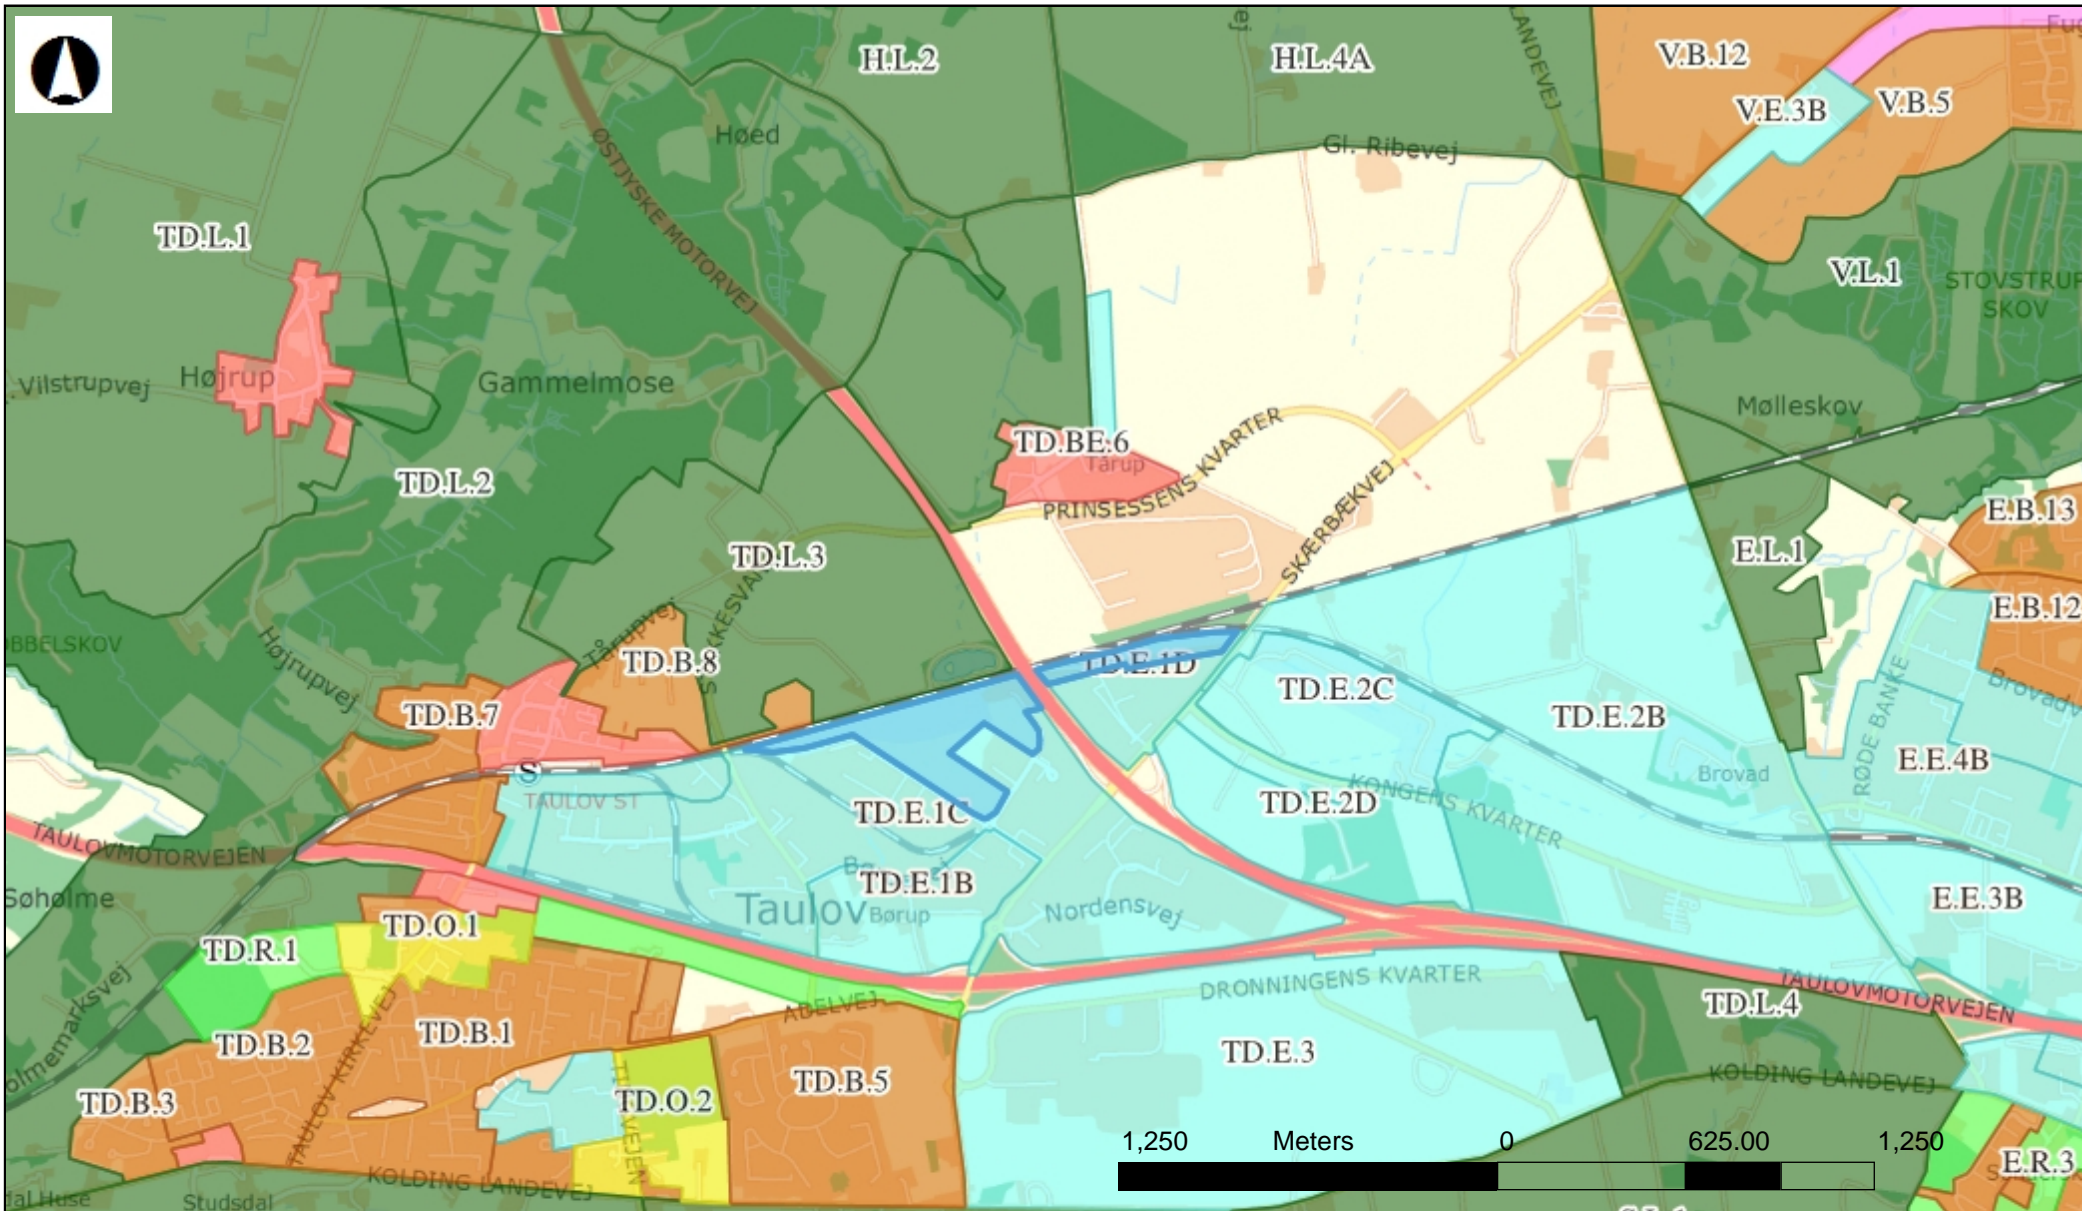 H.L.2
H.L.4A
V.B.12
V.E.3B
V.B.5
Gl. Ribevej
Høed
ØSTJYSKE MOTORVEJ
TD.L.1
V.L.1
SKOV
Vilstrupvej
Højrup
Gammelmose
Mølleskov
TD.BE.6
Tårup
PRINSESSENS KVARTER
SKÆRBÆKVEJ
TD.L.2
E.B.13
TD.L.3
E.L.1
E.B.12
Tårupvej
Højrupvej
TD.B.8
TD.E.1D
TD.E.2C
TD.B.7
TD.E.2B
RØDE BANKE
S
TAULOV ST
TD.E.1C
TD.E.2D
KONGENS KVARTER
Brovad
E.E.4B
TAULOVMOTORVEJEN
TD.E.1B
Taulov
Børup
Nordensvej
Søholme
E.E.3B
TD.R.1
TD.O.1
DRONNINGENS KVARTER
TAULOVMOTORVEJEN
TD.L.4
ADELVEJ
TD.B.2
TD.B.1
TAULOV KIRKEVEJ
TD.E.3
TD.B.3
TD.O.2
TD.B.5
KOLDING LANDEVEJ
E.R.3
KOLDING LANDEVEJ
Studsdal
1,250 Meters 0 625.00 1,250